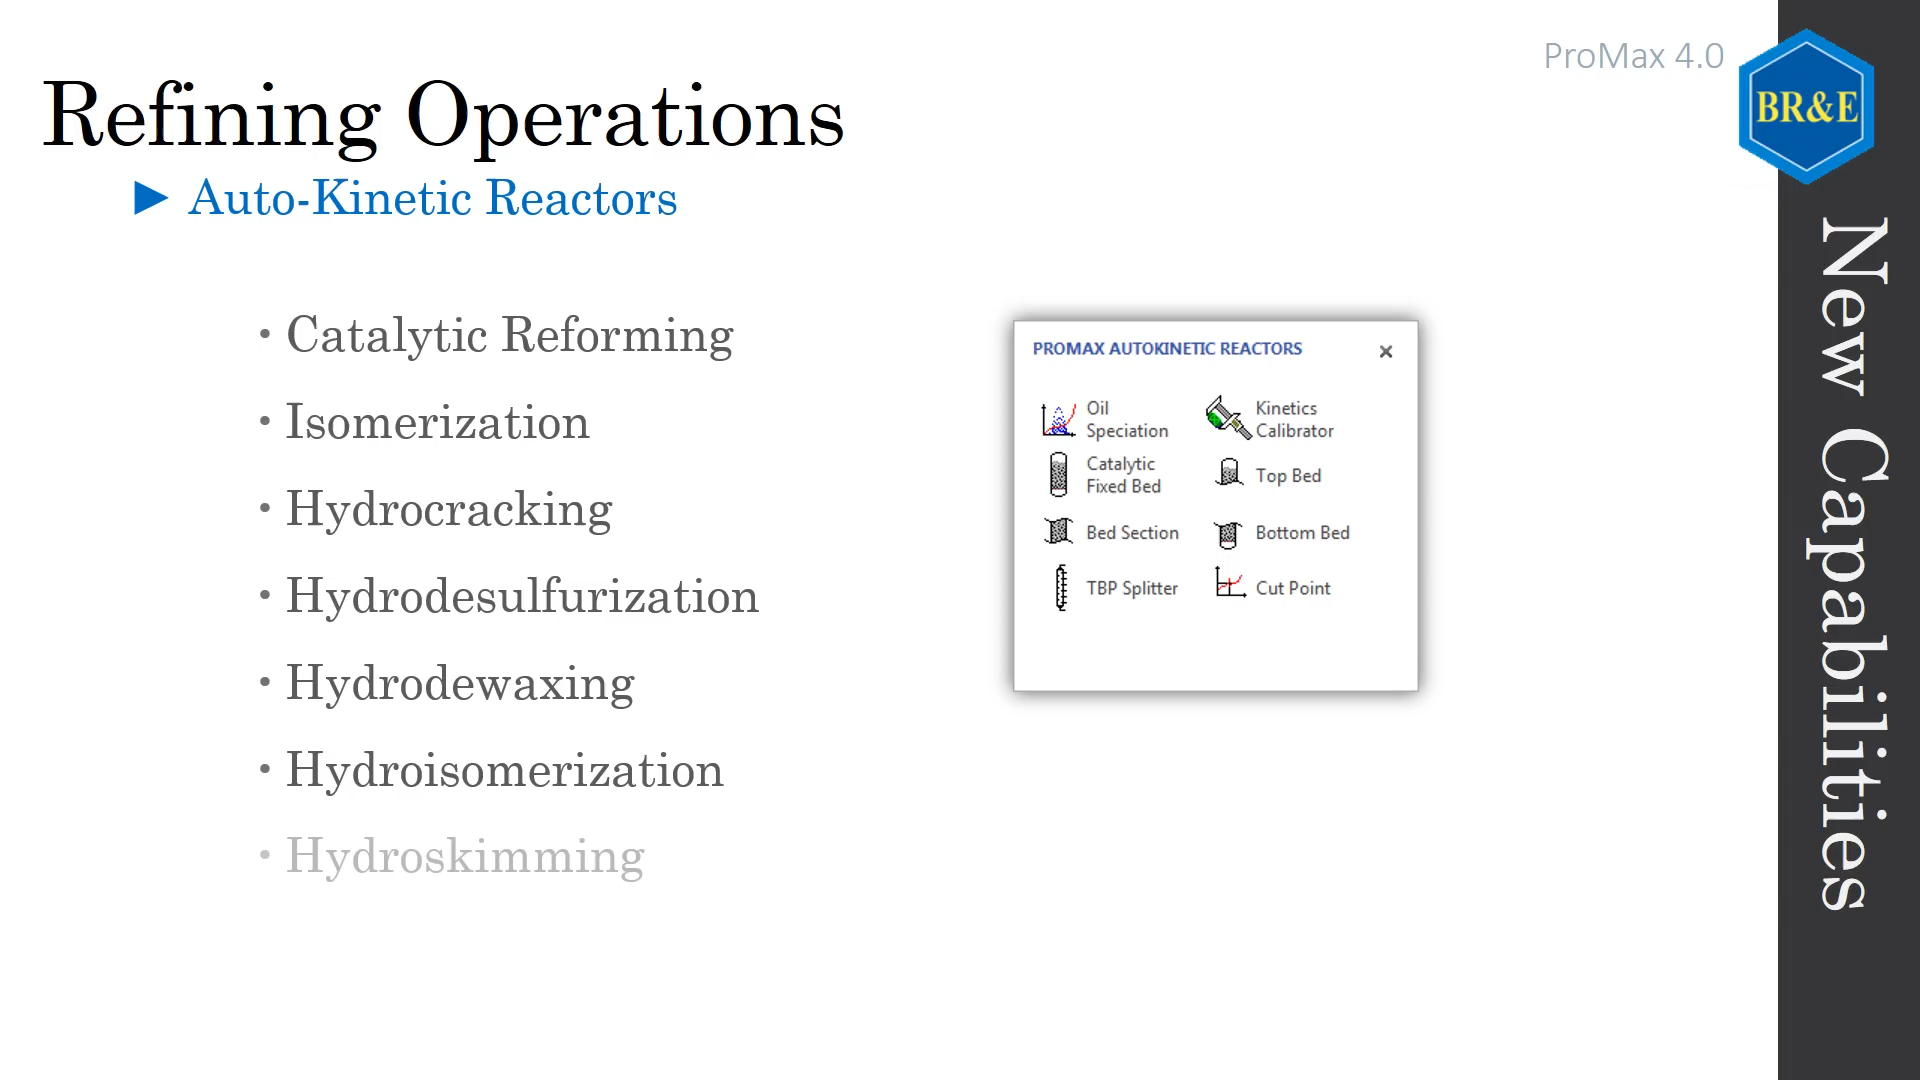 ProMax 4.0
BR&E
Refining Operations
► Auto-Kinetic Reactors
• Catalytic Reforming
• Isomerization
• Hydrocracking
• Hydrodesulfurization
• Hydrodewaxing
• Hydroisomerization
• Hydroskimming
PROMAX AUTOKINETIC REACTORS
Oil
Speciation
Kinetics
Calibrator
Catalytic
Fixed Bed
Top Bed
Bed Section
Bottom Bed
TBP Splitter
Cut Point
New Capabilities